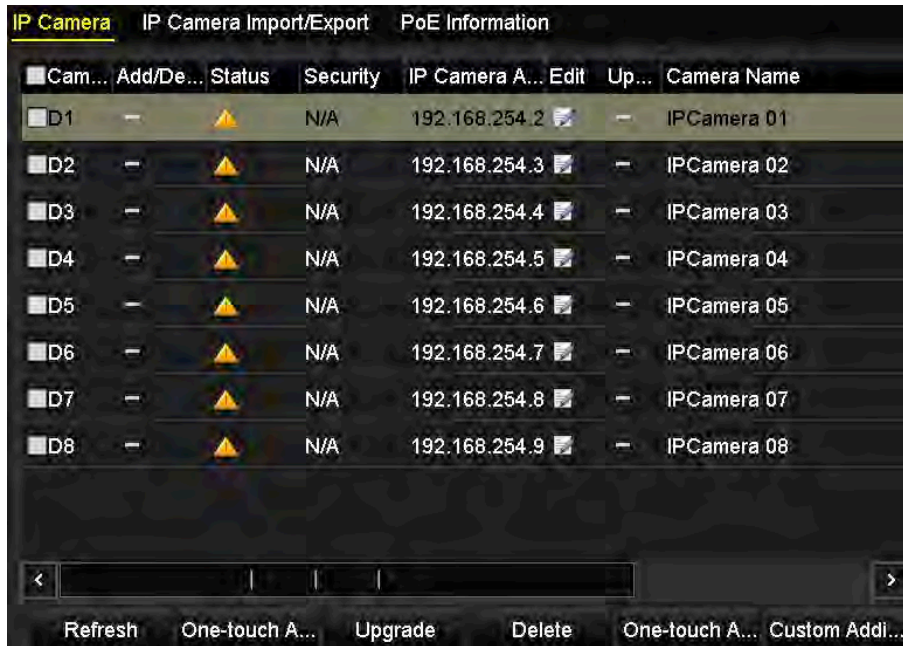 IP Camera IP Camera Import/Export PoE Information
Cam... Add/De... Status Security IP Camera A... Edit Up... Camera Name
D1 – N/A 192.168.254.2 – IPCamera 01
D2 – N/A 192.168.254.3 – IPCamera 02
D3 – N/A 192.168.254.4 – IPCamera 03
D4 – N/A 192.168.254.5 – IPCamera 04
D5 – N/A 192.168.254.6 – IPCamera 05
D6 – N/A 192.168.254.7 – IPCamera 06
D7 – N/A 192.168.254.8 – IPCamera 07
D8 – N/A 192.168.254.9 – IPCamera 08
Refresh One-touch A... Upgrade Delete One-touch A... Custom Addi...